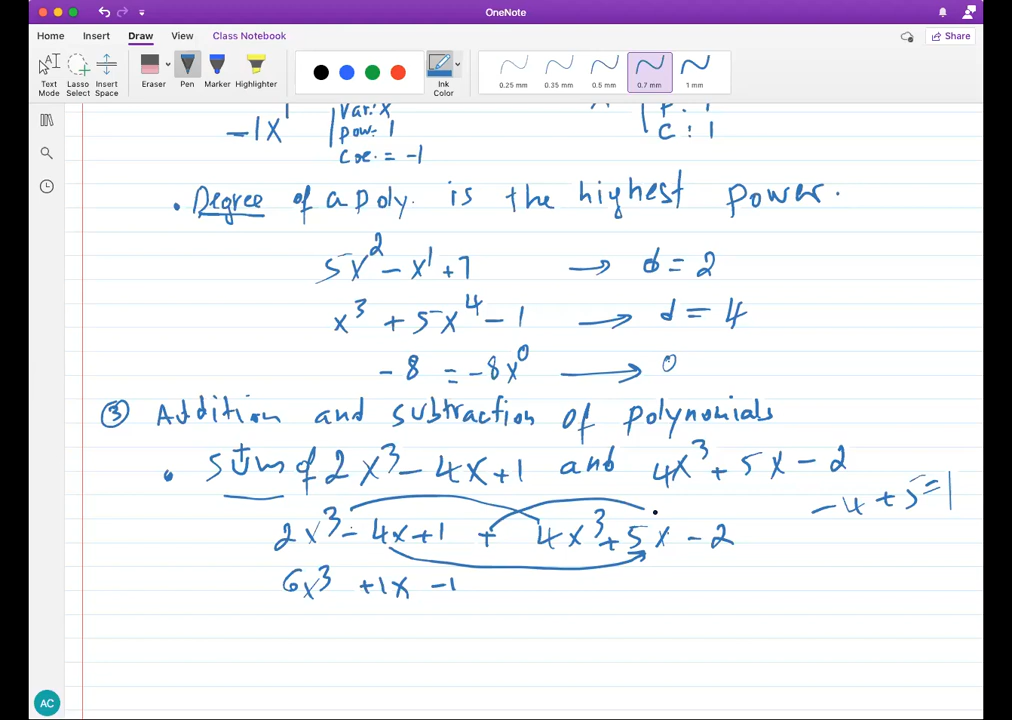 OneNote
Home Insert Draw View Class Notebook Share
Text Mode
Lasso Select
Insert Space
Eraser
Pen
Marker
Highlighter
Ink Color
0.25 mm
0.35 mm
0.5 mm
0.7 mm
1 mm
-1x¹ | Var: x
pow: 1 C : 1
coe. = -1
• Degree of a poly. is the highest power.
5x² - x¹ + 7 → d = 2
x³ + 5x⁴ - 1 → d = 4
-8 = -8x⁰ → 0
③ Addition and subtraction of polynomials
• sum of 2x³ - 4x + 1 and 4x³ + 5x - 2
-4 + 5 = 1
2x³ - 4x + 1 + 4x³ + 5x - 2
6x³ + 1x - 1
AC